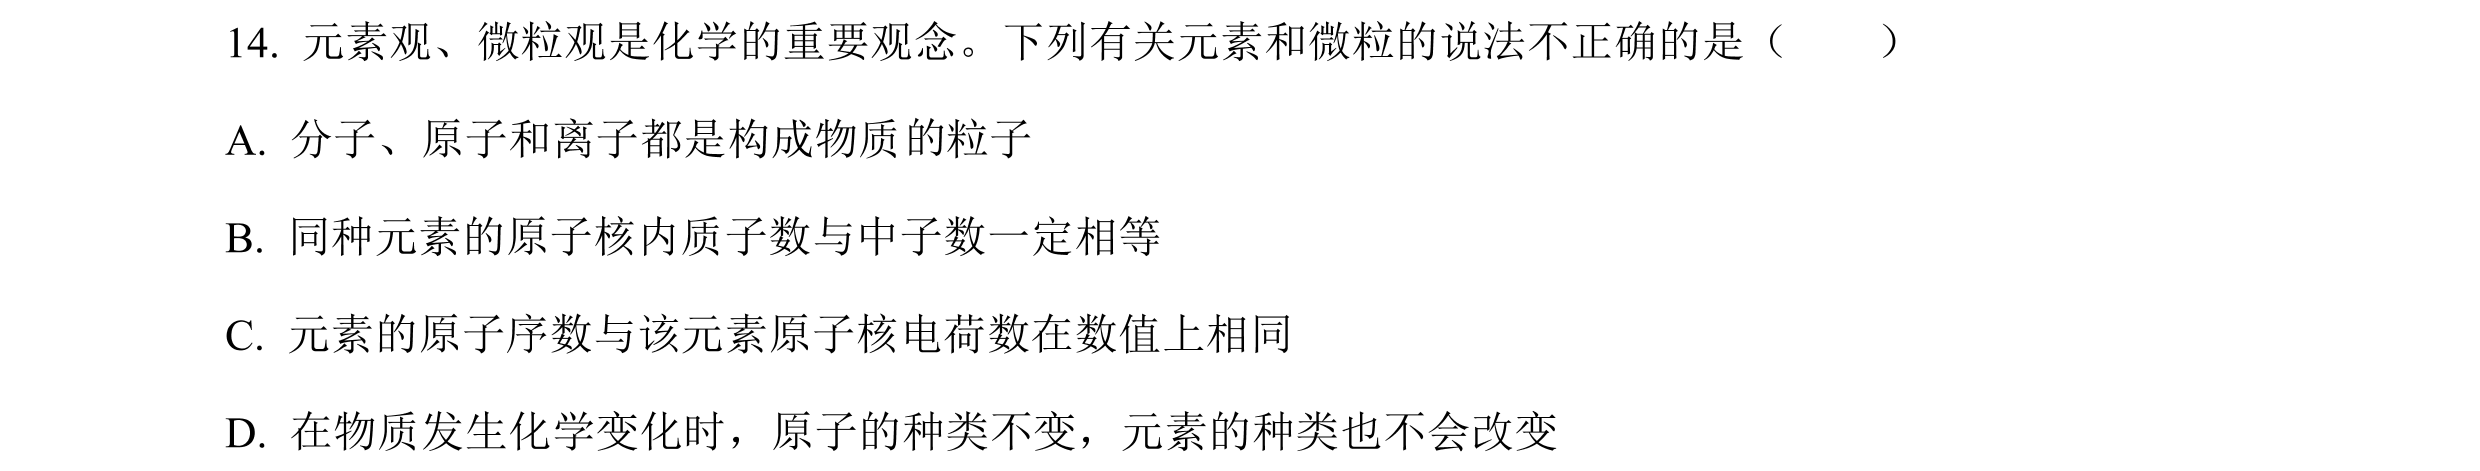 14. 元素观、微粒观是化学的重要观念。下列有关元素和微粒的说法不正确的是（　　）
A. 分子、原子和离子都是构成物质的粒子
B. 同种元素的原子核内质子数与中子数一定相等
C. 元素的原子序数与该元素原子核电荷数在数值上相同
D. 在物质发生化学变化时，原子的种类不变，元素的种类也不会改变